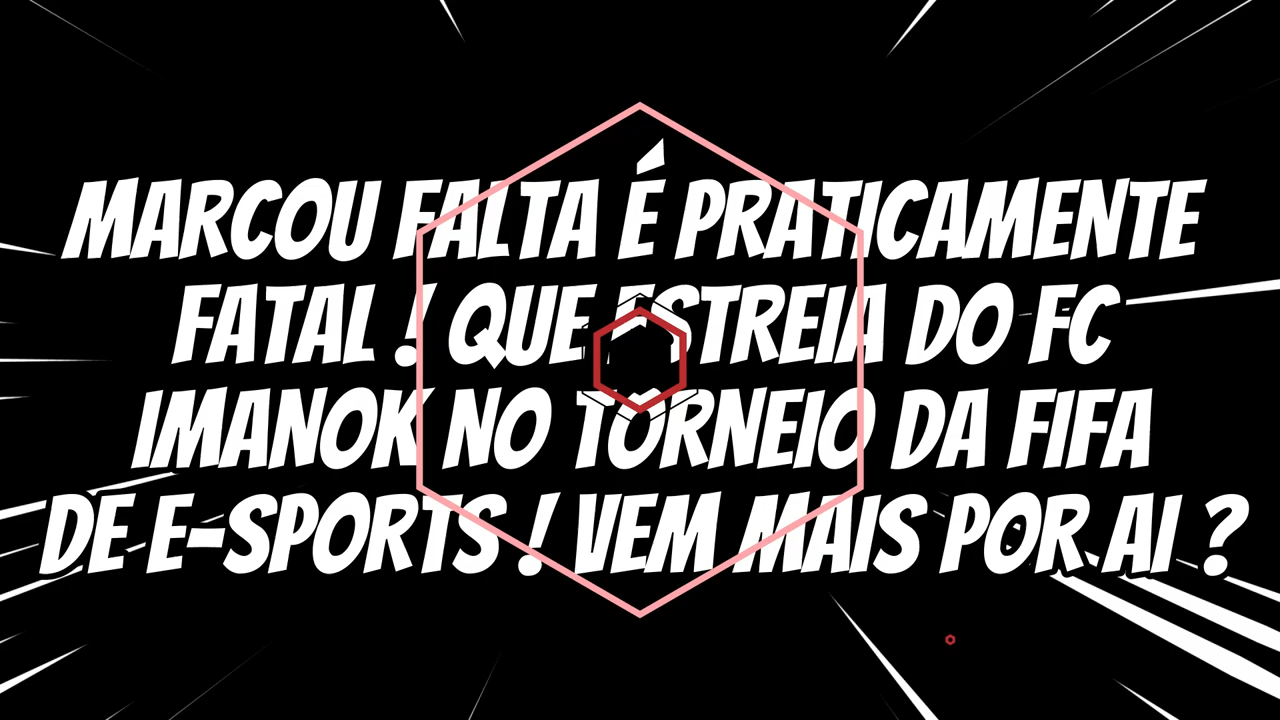 MARCOU FALTA É PRATICAMENTE
FATAL ! QUE ESTREIA DO FC
IMANOK NO TORNEIO DA FIFA
DE E-SPORTS ! VEM MAIS POR AI ?